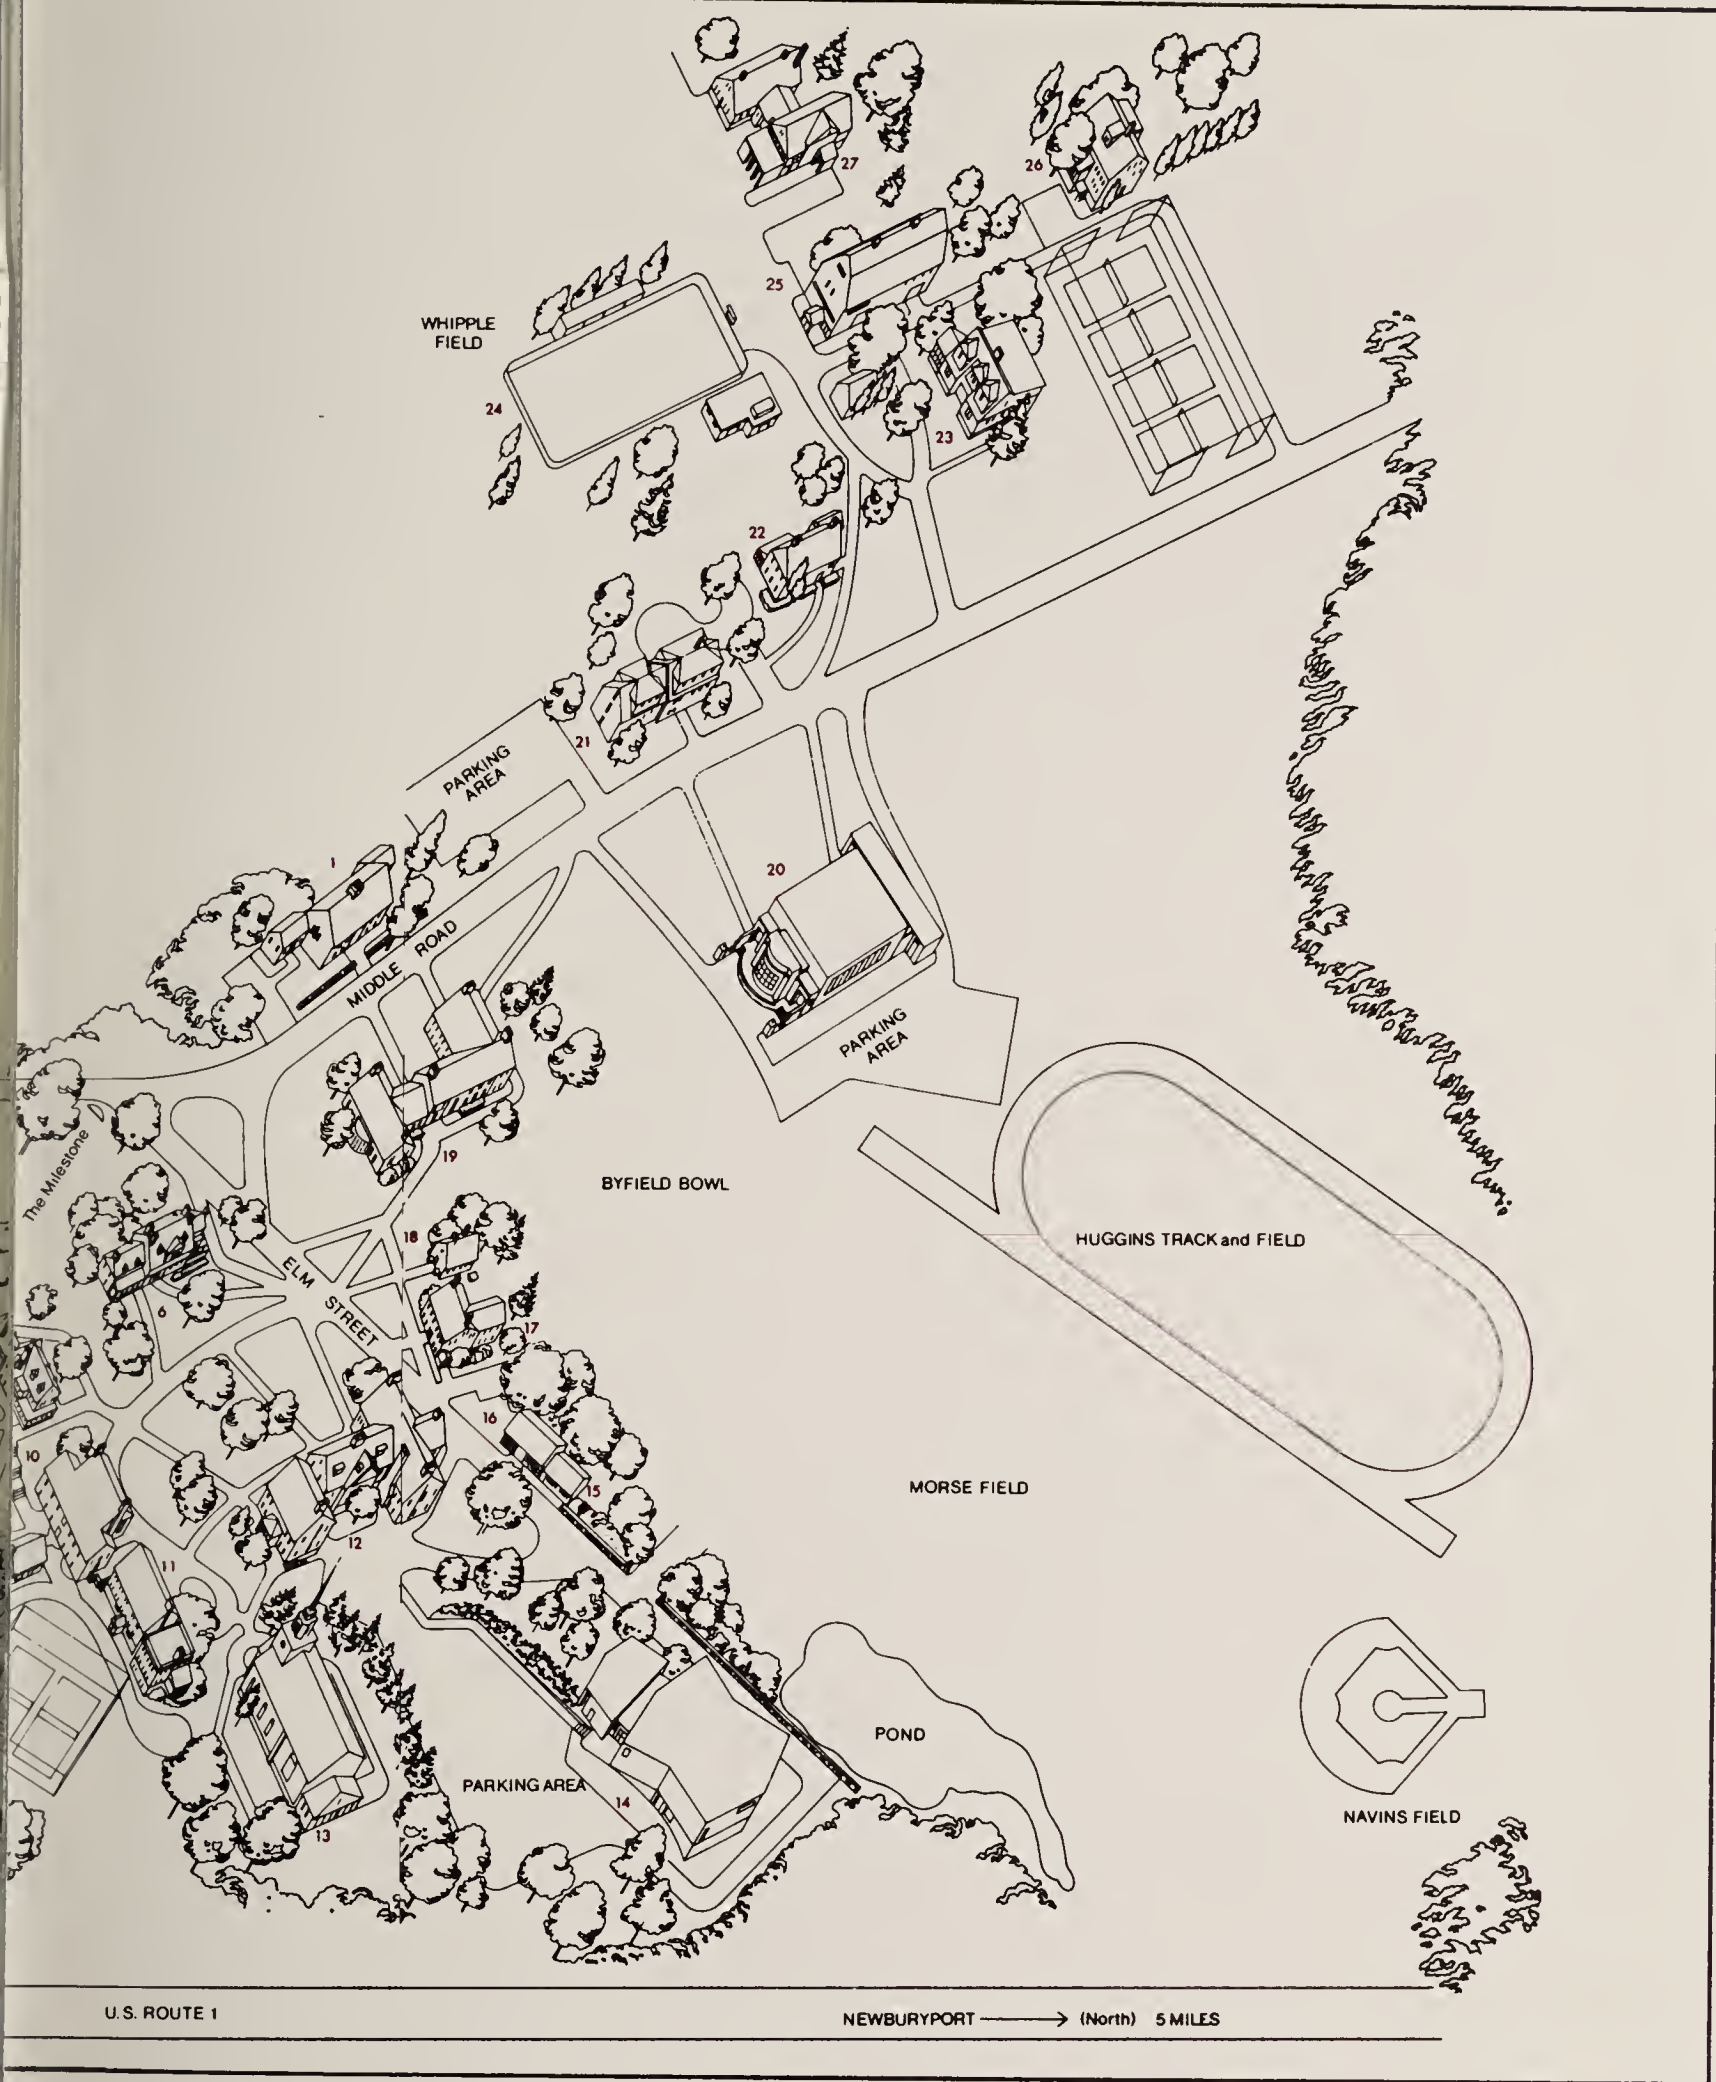 27
26
25
WHIPPLE
FIELD
24
23
22
21
PARKING
AREA
1
20
MIDDLE ROAD
PARKING
AREA
The Milestone
19
BYFIELD BOWL
18
HUGGINS TRACK and FIELD
ELM STREET
6
17
16
10
15
MORSE FIELD
12
11
POND
PARKING AREA
14
NAVINS FIELD
13
U.S. ROUTE 1
NEWBURYPORT → (North) 5 MILES